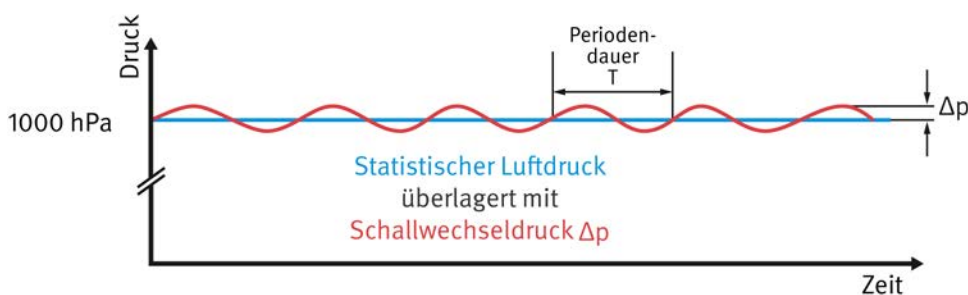 Druck
1000 hPa
Perioden-
dauer
T
Δp
Statistischer Luftdruck
überlagert mit
Schallwechseldruck Δp
Zeit